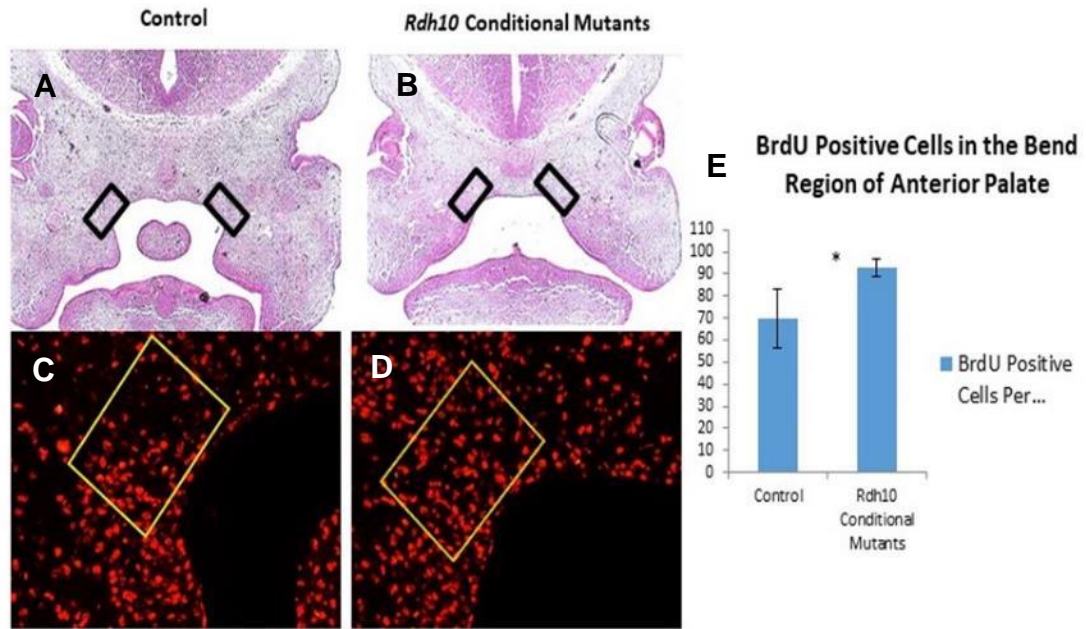 Control
Rdh10 Conditional Mutants
A
B
C
D
E
BrdU Positive Cells in the Bend
Region of Anterior Palate
110
100
90
80
70
60
50
40
30
20
10
0
*
Control
Rdh10
Conditional
Mutants
BrdU Positive
Cells Per...